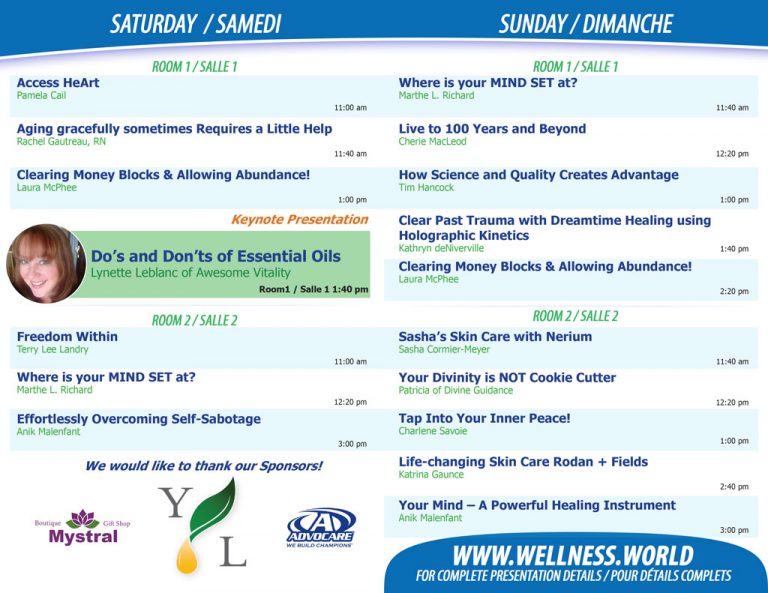 SATURDAY / SAMEDI
ROOM 1 / SALLE 1
Access HeArt
Pamela Cail
11:00 am
Aging gracefully sometimes Requires a Little Help
Rachel Gautreau, RN
11:40 am
Clearing Money Blocks & Allowing Abundance!
Laura McPhee
1:00 pm
Keynote Presentation
Do's and Don'ts of Essential Oils
Lynette Leblanc of Awesome Vitality
Room1 / Salle 1 1:40 pm
ROOM 2 / SALLE 2
Freedom Within
Terry Lee Landry
11:00 am
Where is your MIND SET at?
Marthe L. Richard
12:20 pm
Effortlessly Overcoming Self-Sabotage
Anik Malenfant
3:00 pm
We would like to thank our Sponsors!
Boutique Gift Shop
Mystral
Y L
ADVOCARE
WE BUILD CHAMPIONS
SUNDAY / DIMANCHE
ROOM 1 / SALLE 1
Where is your MIND SET at?
Marthe L. Richard
11:40 am
Live to 100 Years and Beyond
Cherie MacLeod
12:20 pm
How Science and Quality Creates Advantage
Tim Hancock
1:00 pm
Clear Past Trauma with Dreamtime Healing using
Holographic Kinetics
Kathryn deNiverville
1:40 pm
Clearing Money Blocks & Allowing Abundance!
Laura McPhee
2:20 pm
ROOM 2 / SALLE 2
Sasha's Skin Care with Nerium
Sasha Cormier-Meyer
11:40 am
Your Divinity is NOT Cookie Cutter
Patricia of Divine Guidance
12:20 pm
Tap Into Your Inner Peace!
Charlene Savoie
1:00 pm
Life-changing Skin Care Rodan + Fields
Katrina Gaunce
2:40 pm
Your Mind – A Powerful Healing Instrument
Anik Malenfant
3:00 pm
WWW.WELLNESS.WORLD
FOR COMPLETE PRESENTATION DETAILS / POUR DÉTAILS COMPLETS